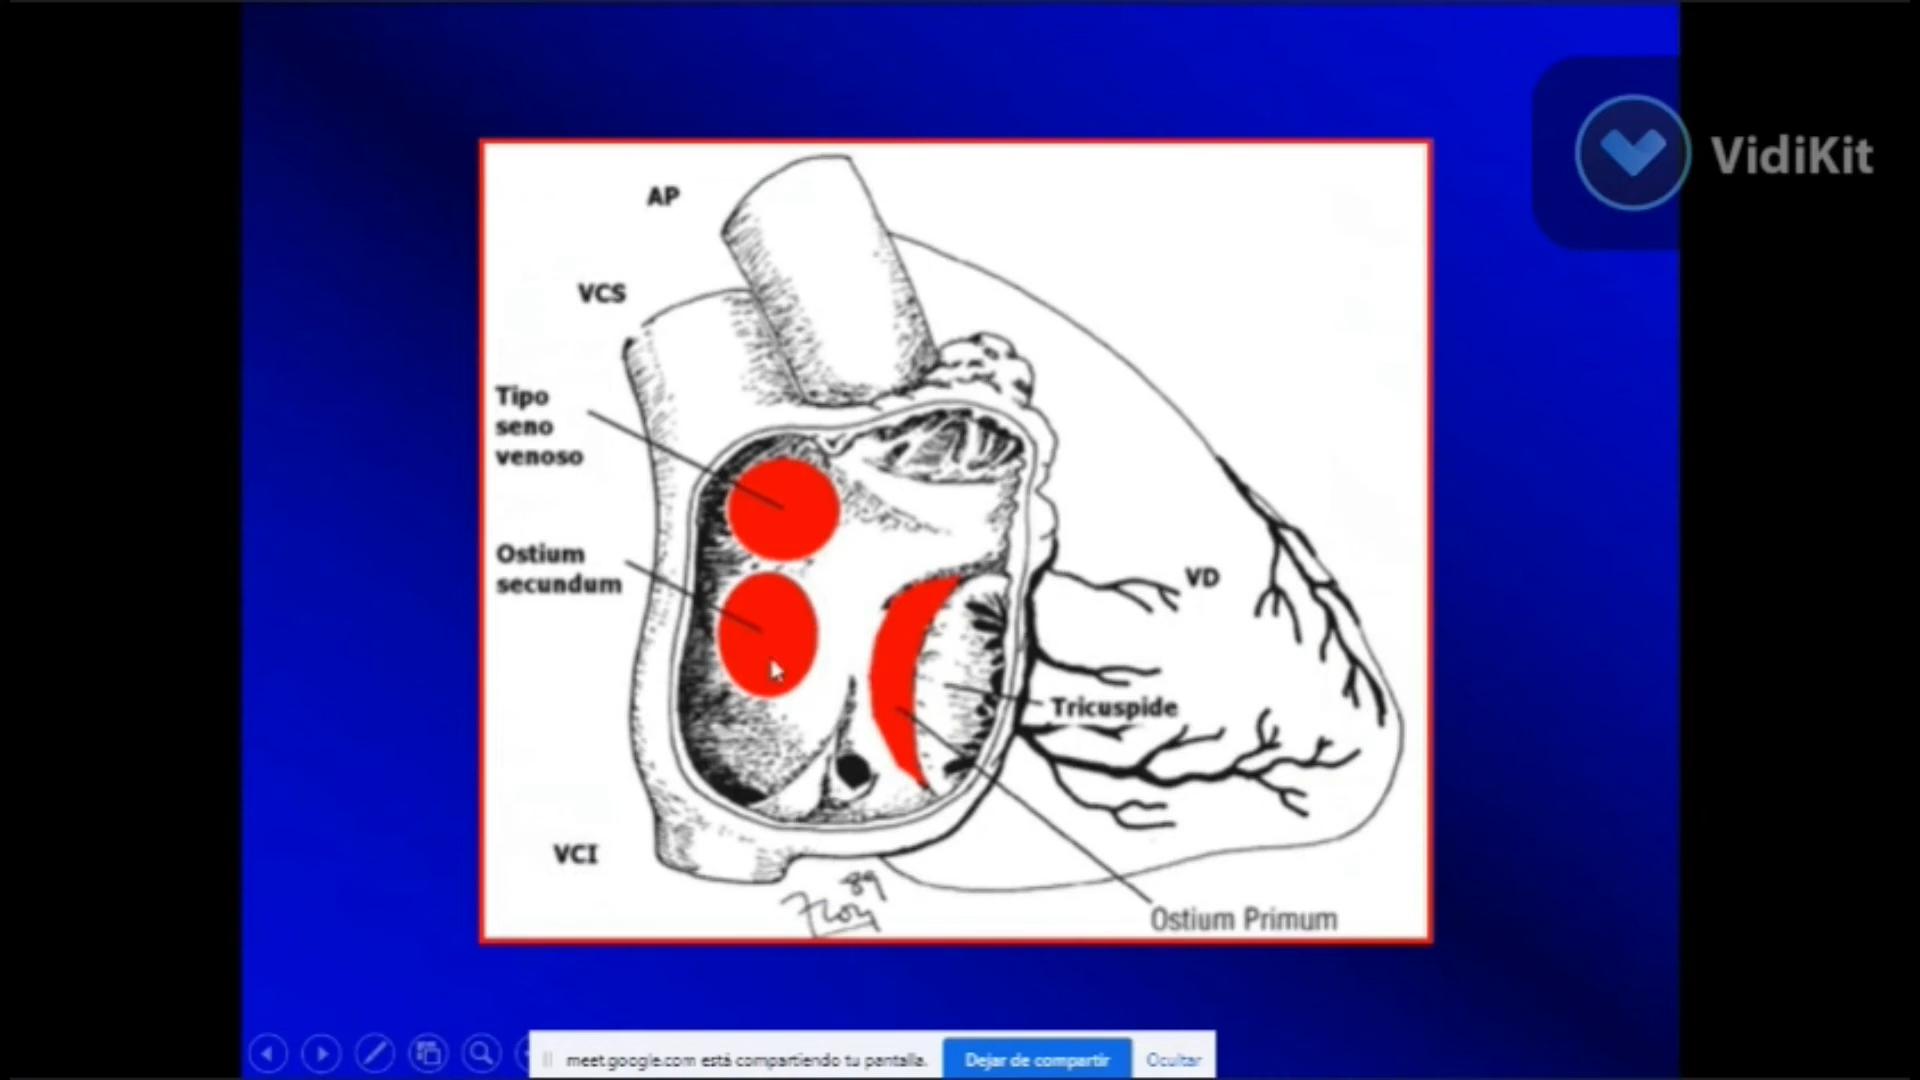 VidiKit
AP
VCS
Tipo
seno
venoso
Ostium
secundum
VD
Tricuspide
VCI
89
Ostium Primum
meet.google.com está compartiendo tu pantalla.
Dejar de compartir
Ocultar